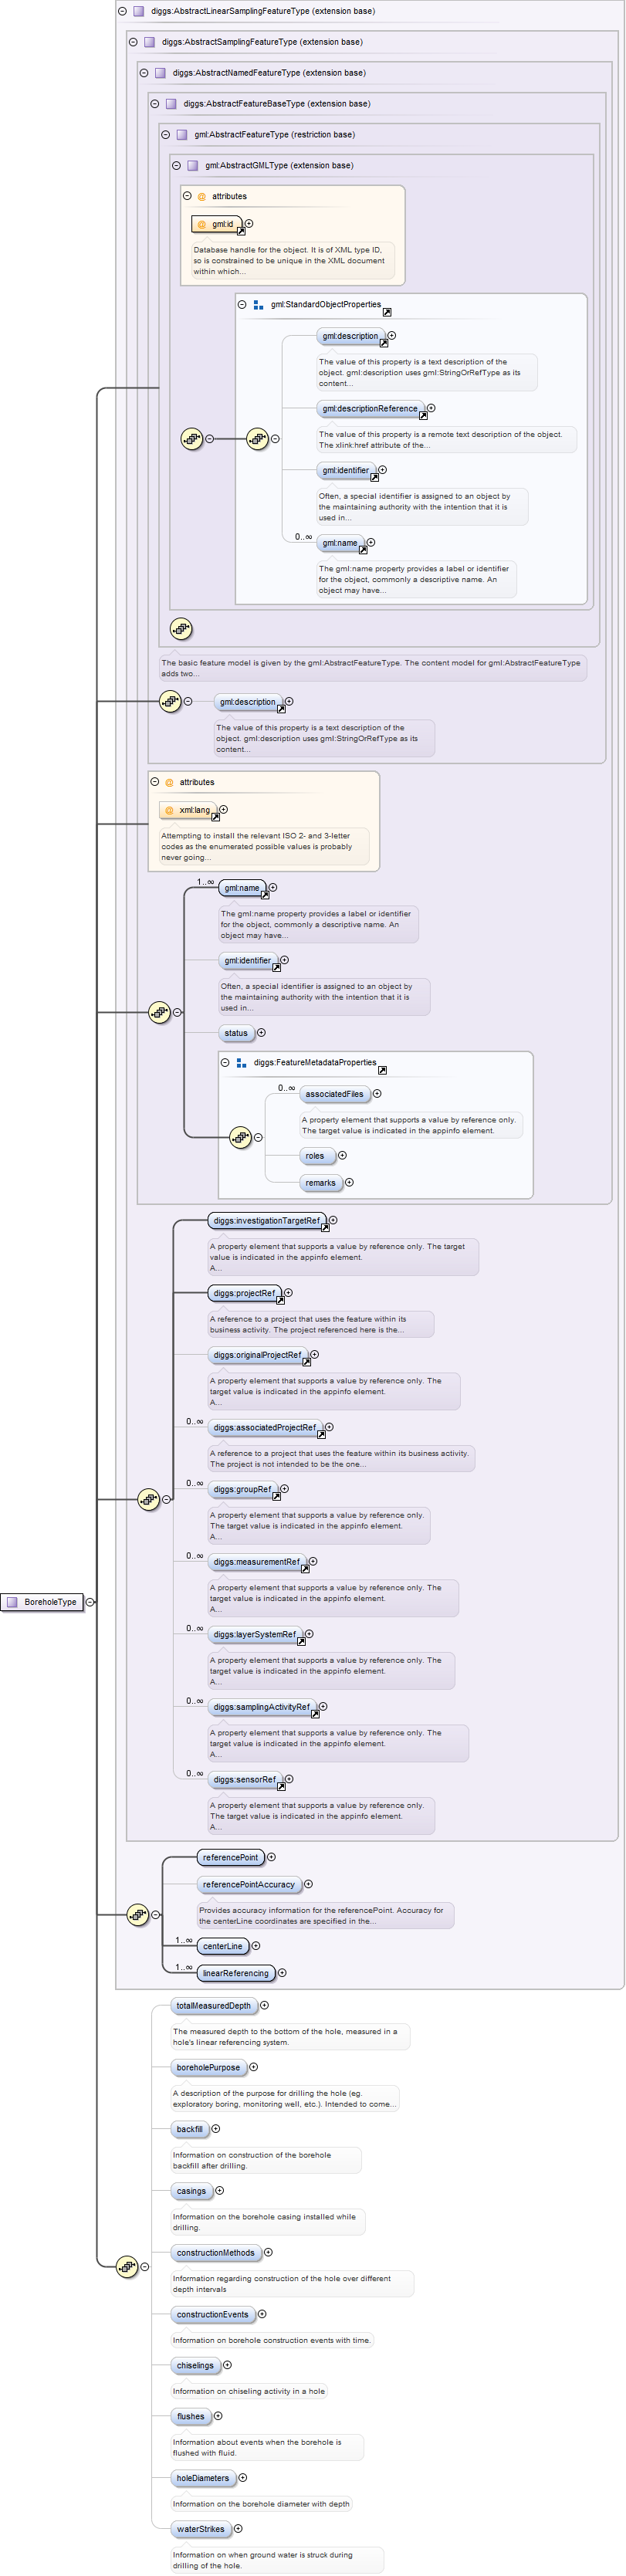 diggs:AbstractLinearSamplingFeatureType (extension base)
diggs:AbstractSamplingFeatureType (extension base)
diggs:AbstractNamedFeatureType (extension base)
diggs:AbstractFeatureBaseType (extension base)
gml:AbstractFeatureType (restriction base)
gml:AbstractGMLType (extension base)
@ attributes
@ gml:id
Database handle for the object. It is of XML type ID,
so is constrained to be unique in the XML document
within which...
gml:StandardObjectProperties
gml:description
The value of this property is a text description of the
object. gml:description uses gml:StringOrRefType as its
content...
gml:descriptionReference
The value of this property is a remote text description of the object.
The xlink:href attribute of the...
gml:identifier
Often, a special identifier is assigned to an object by
the maintaining authority with the intention that it is
used in...
0..∞
gml:name
The gml:name property provides a label or identifier
for the object, commonly a descriptive name. An
object may have...
The basic feature model is given by the gml:AbstractFeatureType. The content model for gml:AbstractFeatureType
adds two...
gml:description
The value of this property is a text description of the
object. gml:description uses gml:StringOrRefType as its
content...
@ attributes
@ xml:lang
Attempting to install the relevant ISO 2- and 3-letter
codes as the enumerated possible values is probably
never going...
1..∞
gml:name
The gml:name property provides a label or identifier
for the object, commonly a descriptive name. An
object may have...
gml:identifier
Often, a special identifier is assigned to an object by
the maintaining authority with the intention that it is
used in...
status
diggs:FeatureMetadataProperties
0..∞
associatedFiles
A property element that supports a value by reference only.
The target value is indicated in the appinfo element.
roles
remarks
diggs:investigationTargetRef
A property element that supports a value by reference only. The target
value is indicated in the appinfo element.
A...
diggs:projectRef
A reference to a project that uses the feature within its
business activity. The project referenced here is the...
diggs:originalProjectRef
A property element that supports a value by reference only. The
target value is indicated in the appinfo element.
A...
0..∞
diggs:associatedProjectRef
A reference to a project that uses the feature within its business activity.
The project is not intended to be the one...
0..∞
diggs:groupRef
A property element that supports a value by reference only.
The target value is indicated in the appinfo element.
A...
0..∞
diggs:measurementRef
A property element that supports a value by reference only. The
target value is indicated in the appinfo element.
A...
BoreholeType
0..∞
diggs:layerSystemRef
A property element that supports a value by reference only. The
target value is indicated in the appinfo element.
A...
0..∞
diggs:samplingActivityRef
A property element that supports a value by reference only. The
target value is indicated in the appinfo element.
A...
0..∞
diggs:sensorRef
A property element that supports a value by reference only.
The target value is indicated in the appinfo element.
A...
referencePoint
referencePointAccuracy
Provides accuracy information for the referencePoint. Accuracy for
the centerLine coordinates are specified in the...
1..∞
centerLine
1..∞
linearReferencing
totalMeasuredDepth
The measured depth to the bottom of the hole, measured in a
hole's linear referencing system.
boreholePurpose
A description of the purpose for drilling the hole (eg.
exploratory boring, monitoring well, etc.). Intended to come...
backfill
Information on construction of the borehole
backfill after drilling.
casings
Information on the borehole casing installed while
drilling.
constructionMethods
Information regarding construction of the hole over different
depth intervals
constructionEvents
Information on borehole construction events with time.
chiselings
Information on chiseling activity in a hole
flushes
Information about events when the borehole is
flushed with fluid.
holeDiameters
Information on the borehole diameter with depth
waterStrikes
Information on when ground water is struck during
drilling of the hole.